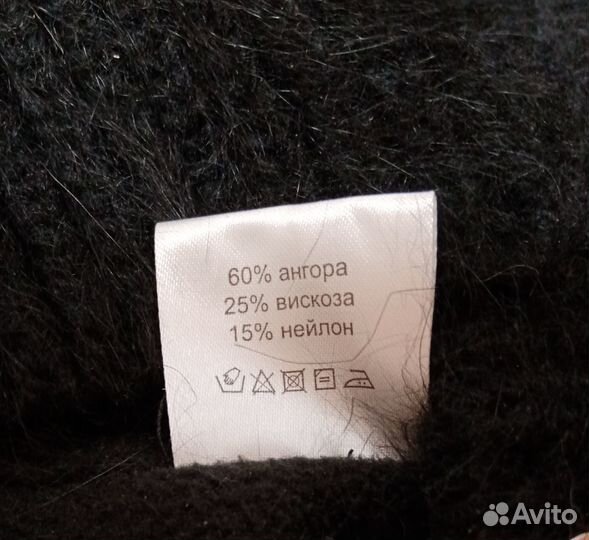 60% ангора
25% вискоза
15% нейлон
Avito